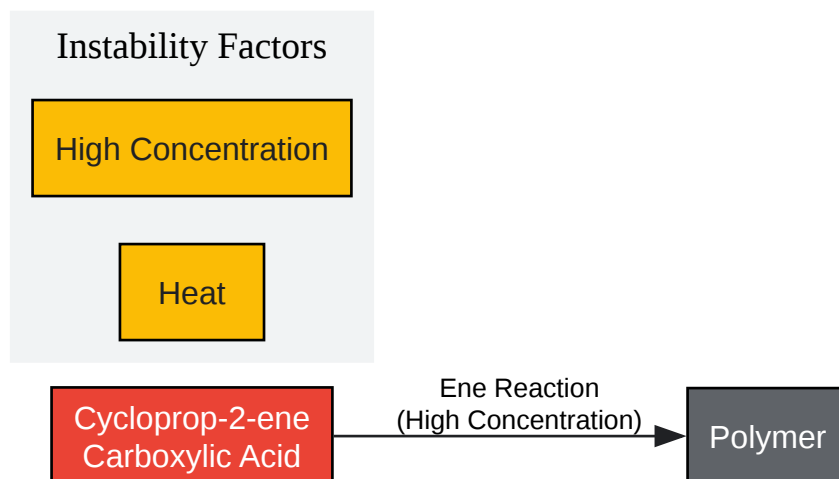 Instability Factors
High Concentration
Heat
Cycloprop-2-ene
Carboxylic Acid
Ene Reaction
(High Concentration)
Polymer